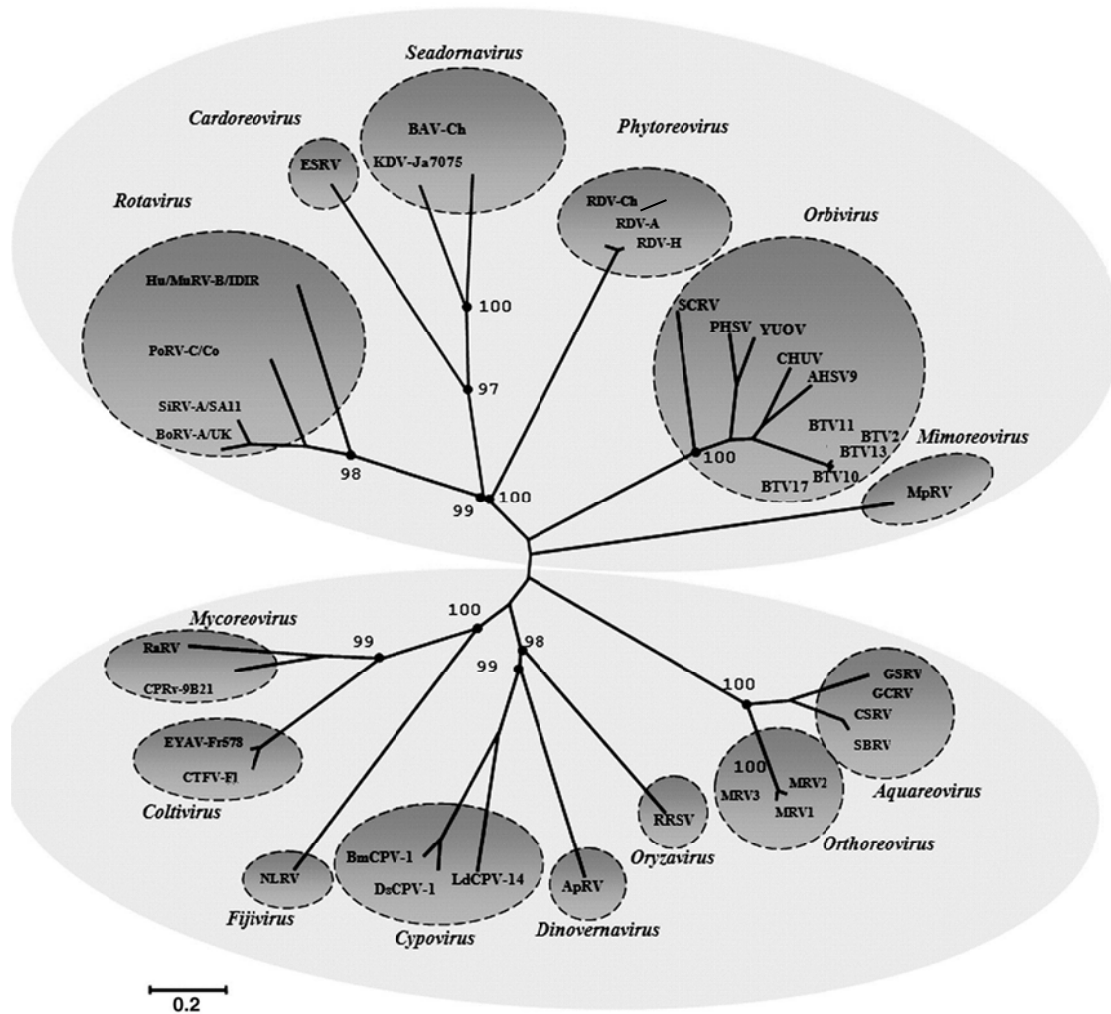 Seadornavirus
Cardoreovirus
BAV-Ch
Phytoreovirus
ESRV
KDV-Ja7075
Rotavirus
RDV-Ch
RDV-A
RDV-H
Orbivirus
Hu/MuRV-B/IDIR
SCRV
PHSV
YUOV
100
PoRV-C/Co
CHUV
AHSV9
97
SiRV-A/SA11
BoRV-A/UK
BTV11
BTV2
BTV13
Mimoreovirus
98
100
BTV10
BTV17
MpRV
99
100
Mycoreovirus
100
RaRV
99
98
99
CPRv-9B21
100
GSRV
GCRV
CSRV
SBRV
EYAV-Fr578
CTFV-Fl
100
MRV3
MRV2
MRV1
Aquareovirus
Coltivirus
RRSV
Orthoreovirus
Oryzavirus
BmCPV-1
NLRV
DsCPV-1
LdCPV-14
ApRV
Fijivirus
Cypovirus
Dinovernavirus
0.2